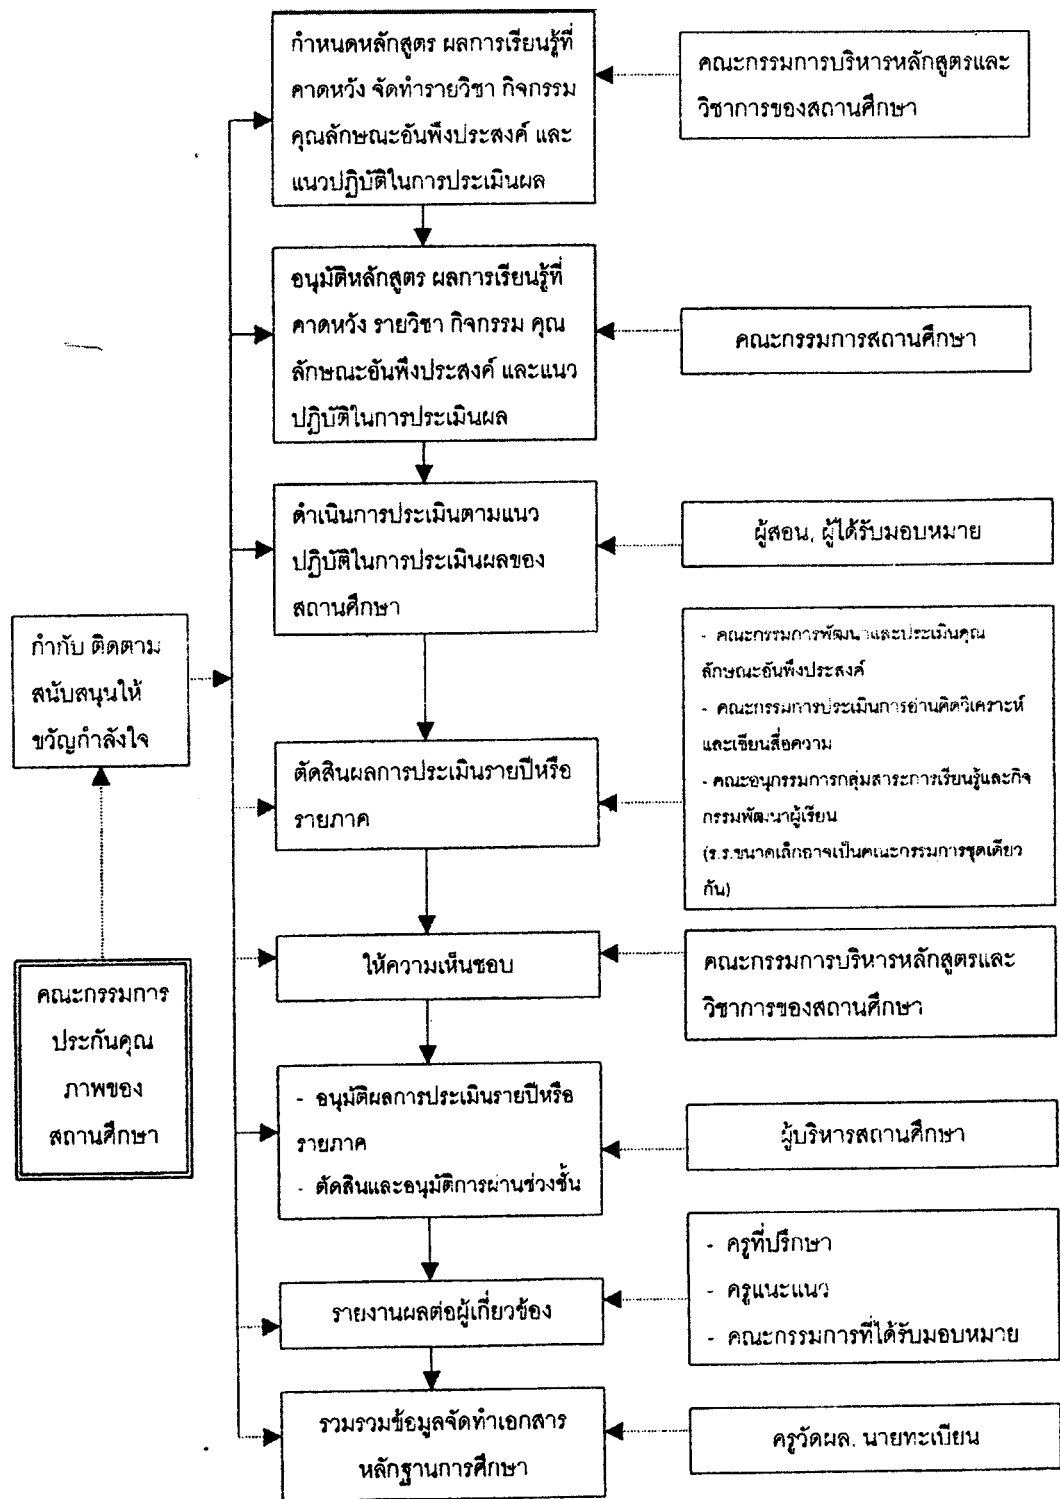 กำหนดหลักสูตร ผลการเรียนรู้ที่
คาดหวัง จัดทำรายวิชา กิจกรรม
คุณลักษณะอันพึงประสงค์ และ
แนวปฏิบัติในการประเมินผล
คณะกรรมการบริหารหลักสูตรและ
วิชาการของสถานศึกษา
อนุมัติหลักสูตร ผลการเรียนรู้ที่
คาดหวัง รายวิชา กิจกรรม คุณ
ลักษณะอันพึงประสงค์ และแนว
ปฏิบัติในการประเมินผล
คณะกรรมการสถานศึกษา
ดำเนินการประเมินตามแนว
ปฏิบัติในการประเมินผลของ
สถานศึกษา
ผู้สอน, ผู้ได้รับมอบหมาย
กำกับ ติดตาม
สนับสนุนให้
ขวัญกำลังใจ
ตัดสินผลการประเมินรายปีหรือ
รายภาค
- คณะกรรมการพัฒนาและประเมินคุณ
ลักษณะอันพึงประสงค์
- คณะกรรมการประเมินการอ่านคิดวิเคราะห์
และเขียนสื่อความ
- คณะอนุกรรมการกลุ่มสาระการเรียนรู้และกิจ
กรรมพัฒนาผู้เรียน
(ร.ร.ขนาดเล็กอาจเป็นคณะกรรมการชุดเดียว
กัน)
ให้ความเห็นชอบ
คณะกรรมการบริหารหลักสูตรและ
วิชาการของสถานศึกษา
คณะกรรมการ
ประกันคุณ
ภาพของ
สถานศึกษา
- อนุมัติผลการประเมินรายปีหรือ
รายภาค
- ตัดสินและอนุมัติการผ่านช่วงชั้น
ผู้บริหารสถานศึกษา
รายงานผลต่อผู้เกี่ยวข้อง
- ครูที่ปรึกษา
- ครูแนะแนว
- คณะกรรมการที่ได้รับมอบหมาย
รวมรวมข้อมูลจัดทำเอกสาร
หลักฐานการศึกษา
ครูวัดผล. นายทะเบียน